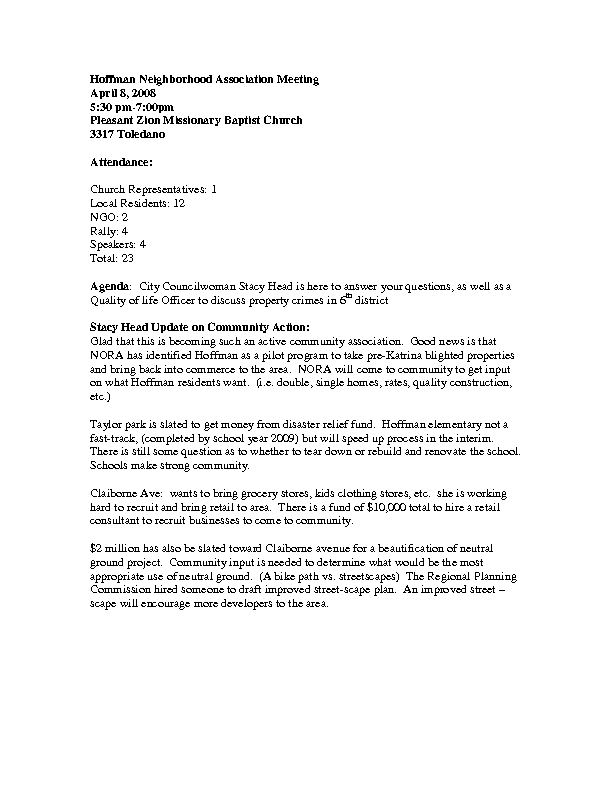 Hoffman Neighborhood Association Meeting
April 8, 2008
5:30 pm-7:00pm
Pleasant Zion Missionary Baptist Church
3317 Toledano
Attendance:
Church Representatives: 1
Local Residents: 12
NGO: 2
Rally: 4
Speakers: 4
Total: 23
Agenda:  City Councilwoman Stacy Head is here to answer your questions, as well as a
Quality of life Officer to discuss property crimes in 6th district
Stacy Head Update on Community Action:
Glad that this is becoming such an active community association.  Good news is that
NORA has identified Hoffman as a pilot program to take pre-Katrina blighted properties
and bring back into commerce to the area.  NORA will come to community to get input
on what Hoffman residents want.  (i.e. double, single homes, rates, quality construction,
etc.)
Taylor park is slated to get money from disaster relief fund.  Hoffman elementary not a
fast-track, (completed by school year 2009) but will speed up process in the interim.
There is still some question as to whether to tear down or rebuild and renovate the school.
Schools make strong community.
Claiborne Ave:  wants to bring grocery stores, kids clothing stores, etc.  she is working
hard to recruit and bring retail to area.  There is a fund of $10,000 total to hire a retail
consultant to recruit businesses to come to community.
$2 million has also be slated toward Claiborne avenue for a beautification of neutral
ground project.  Community input is needed to determine what would be the most
appropriate use of neutral ground.  (A bike path vs. streetscapes)  The Regional Planning
Commission hired someone to draft improved street-scape plan.  An improved street –
scape will encourage more developers to the area.